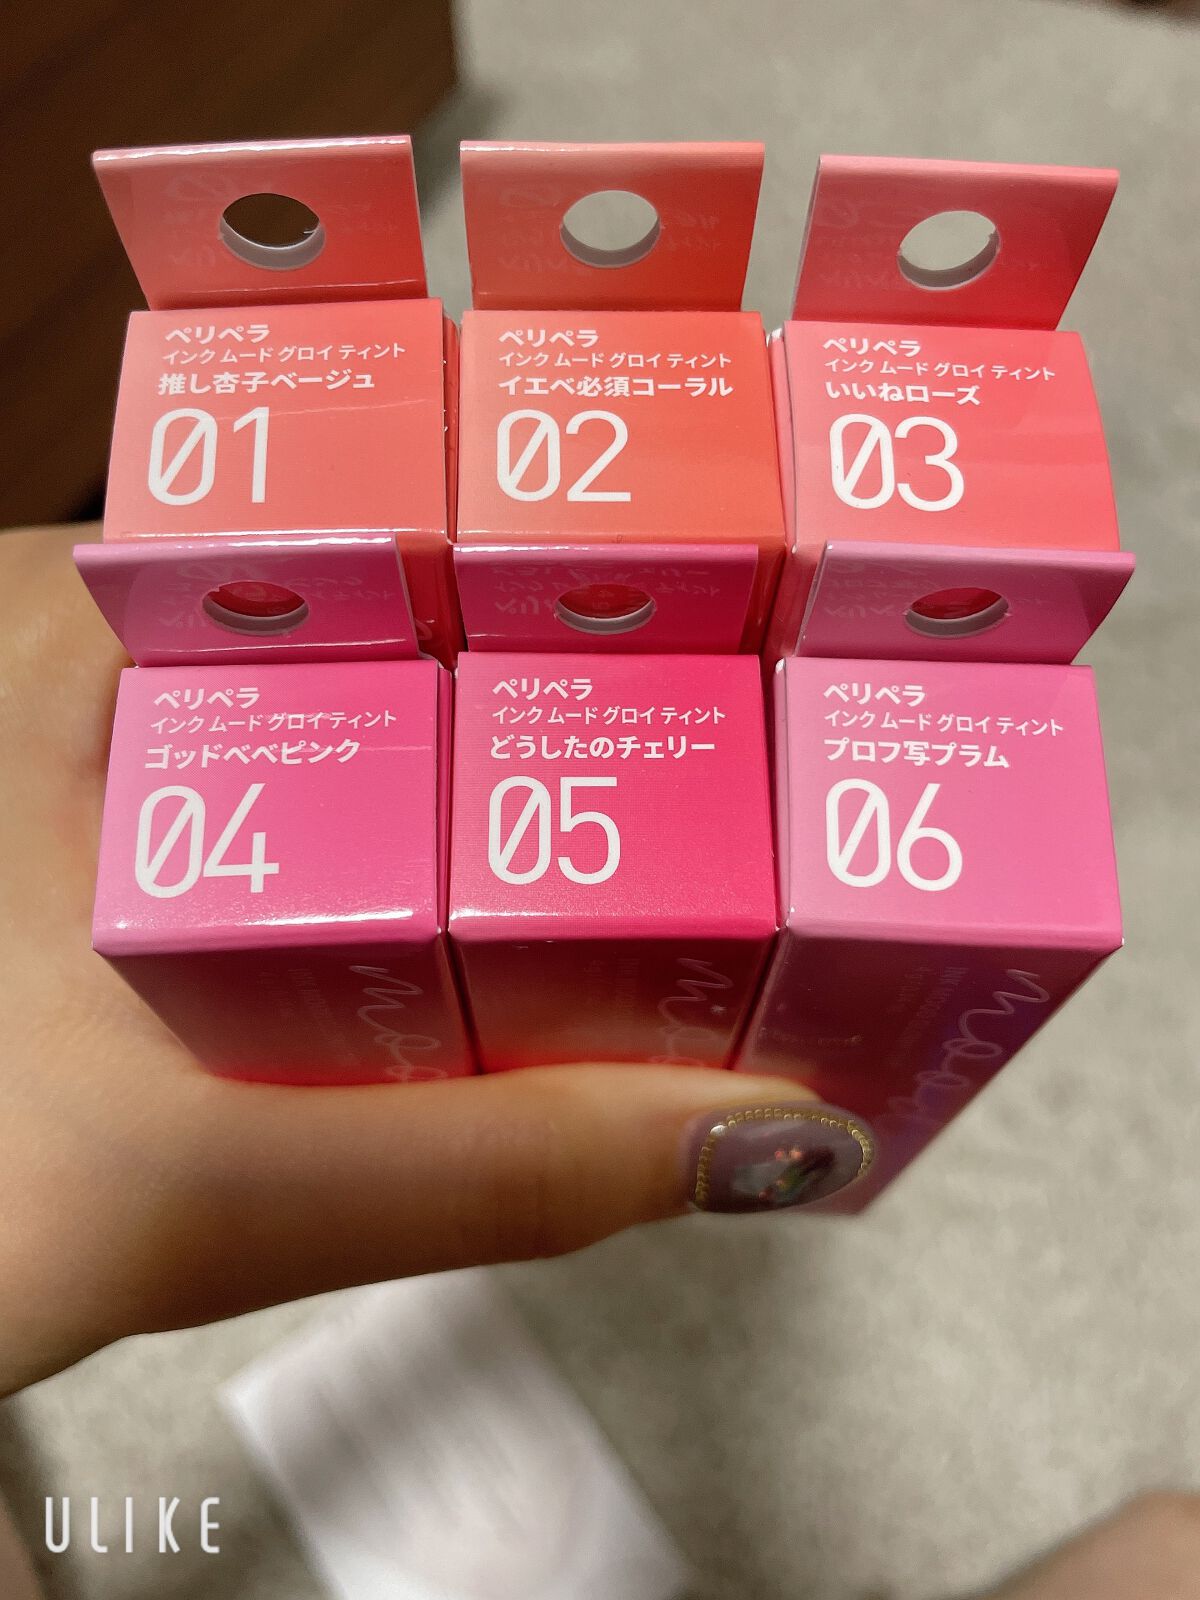 ペリペラ
インク ムード グロイ ティント
推し杏子ベージュ
01
ペリペラ
インク ムード グロイ ティント
イエベ必須コーラル
02
ペリペラ
インク ムード グロイ ティント
いいねローズ
03
ペリペラ
インク ムード グロイ ティント
ゴッドベベピンク
04
ペリペラ
インク ムード グロイ ティント
どうしたのチェリー
05
ペリペラ
インク ムード グロイ ティント
プロフ写プラム
06
ULIKE